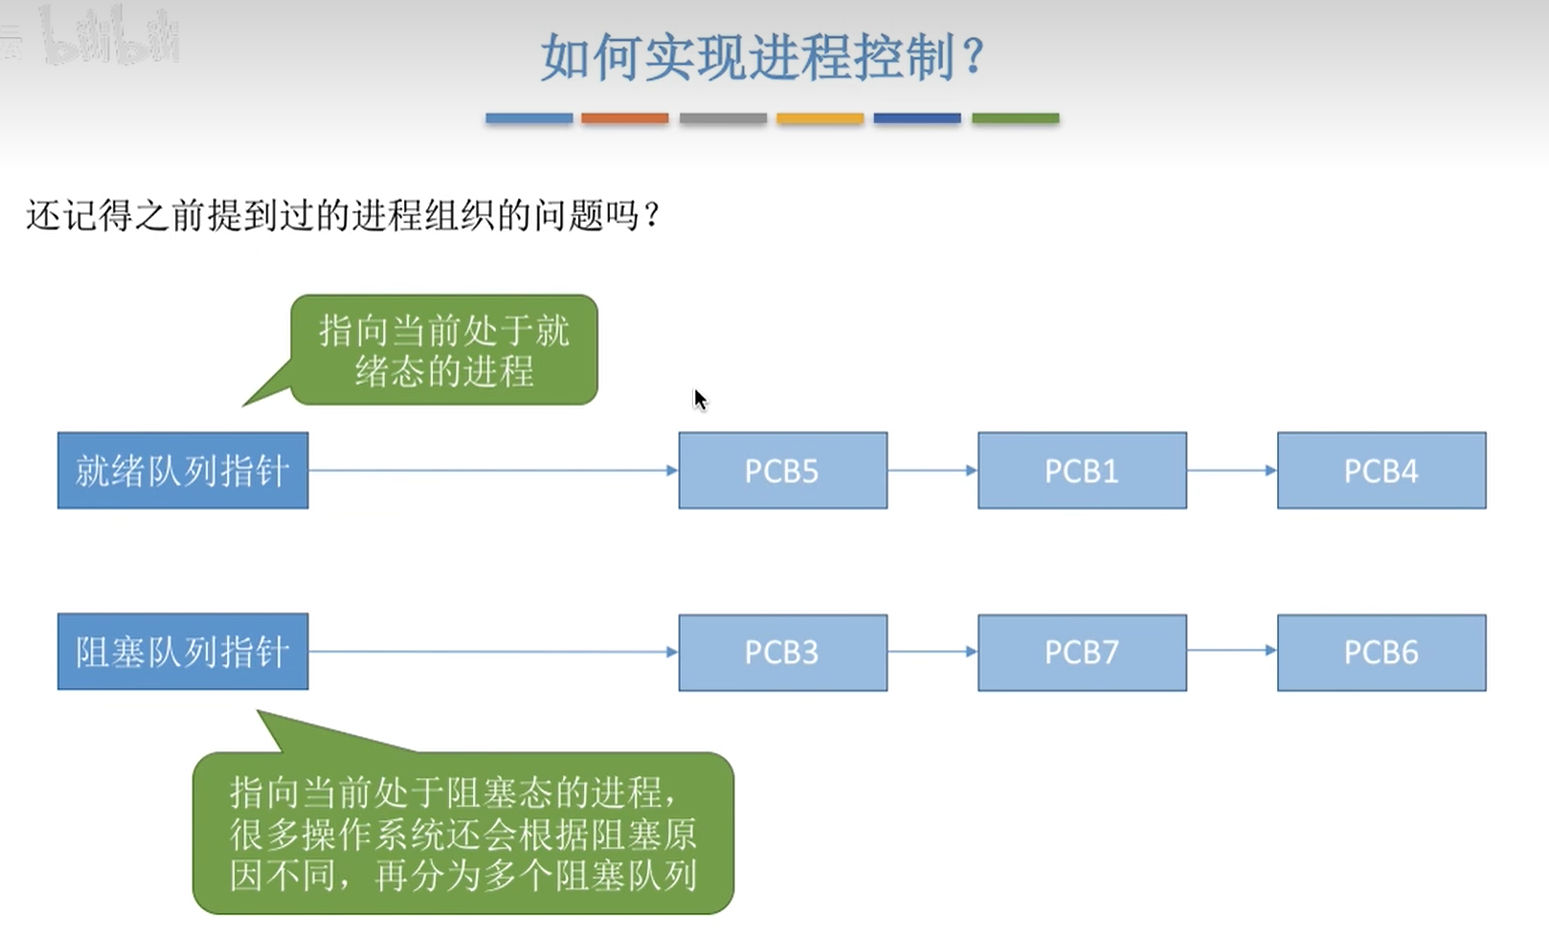 bilibili
如何实现进程控制？
还记得之前提到过的进程组织的问题吗？
指向当前处于就
绪态的进程
就绪队列指针
PCB5
PCB1
PCB4
阻塞队列指针
PCB3
PCB7
PCB6
指向当前处于阻塞态的进程，
很多操作系统还会根据阻塞原
因不同，再分为多个阻塞队列